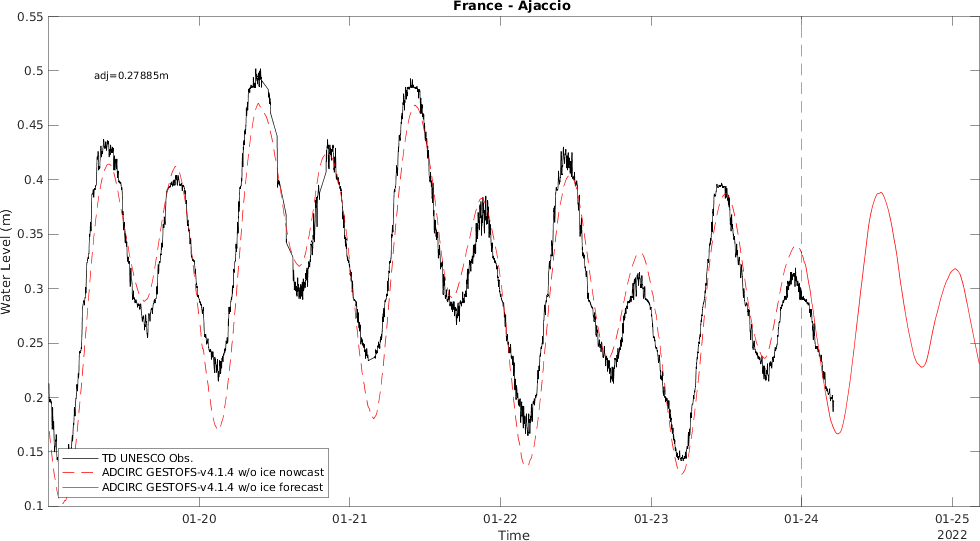 France - Ajaccio
0.55
0.5
0.45
0.4
0.35
0.3
0.25
0.2
0.15
0.1
Water Level (m)
adj=0.27885m
TD UNESCO Obs.
ADCIRC GESTOFS-v4.1.4 w/o ice nowcast
ADCIRC GESTOFS-v4.1.4 w/o ice forecast
01-20 01-21 01-22 01-23 01-24 01-25
Time 2022